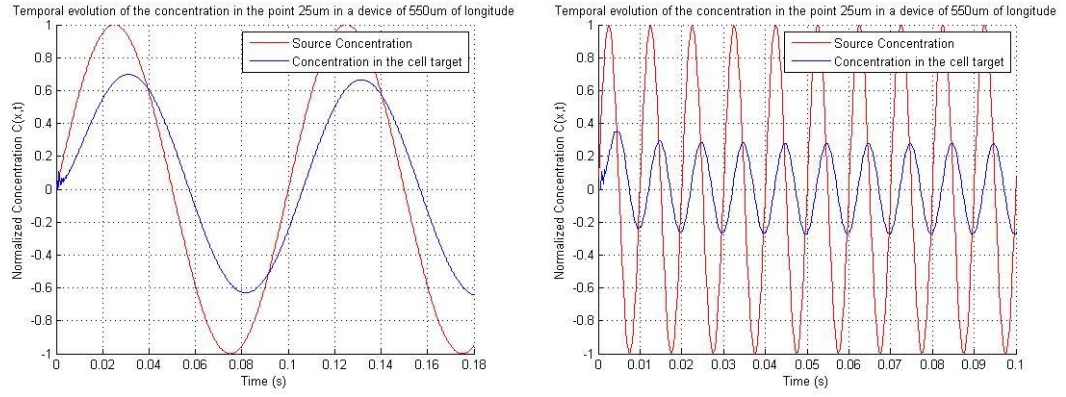 Temporal evolution of the concentration in the point 25um in a device of 550um of longitude
Source Concentration
Concentration in the cell target
Normalized Concentration C(x,t)
1
0.8
0.6
0.4
0.2
0
-0.2
-0.4
-0.6
-0.8
-1
0 0.02 0.04 0.06 0.08 0.1 0.12 0.14 0.16 0.18
Time (s)
Temporal evolution of the concentration in the point 25um in a device of 550um of longitude
Source Concentration
Concentration in the cell target
Normalized Concentration C(x,t)
1
0.8
0.6
0.4
0.2
0
-0.2
-0.4
-0.6
-0.8
-1
0 0.01 0.02 0.03 0.04 0.05 0.06 0.07 0.08 0.09 0.1
Time (s)